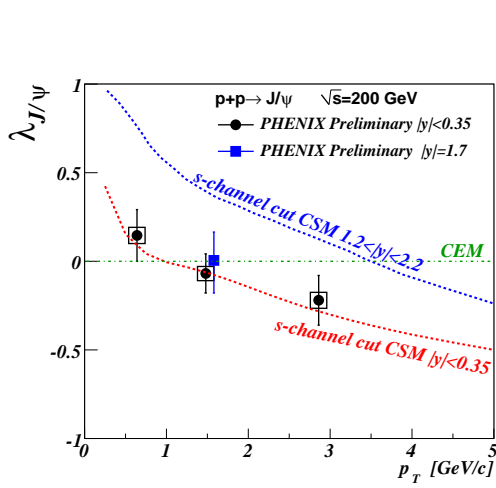 p+p→ J/ψ √s=200 GeV
PHENIX Preliminary |y|<0.35
PHENIX Preliminary |y|=1.7
λJ/ψ
1
0.5
0
-0.5
-1
s-channel cut CSM 1.2<|y|<2.2
CEM
s-channel cut CSM |y|<0.35
0 1 2 3 4 5
pT [GeV/c]